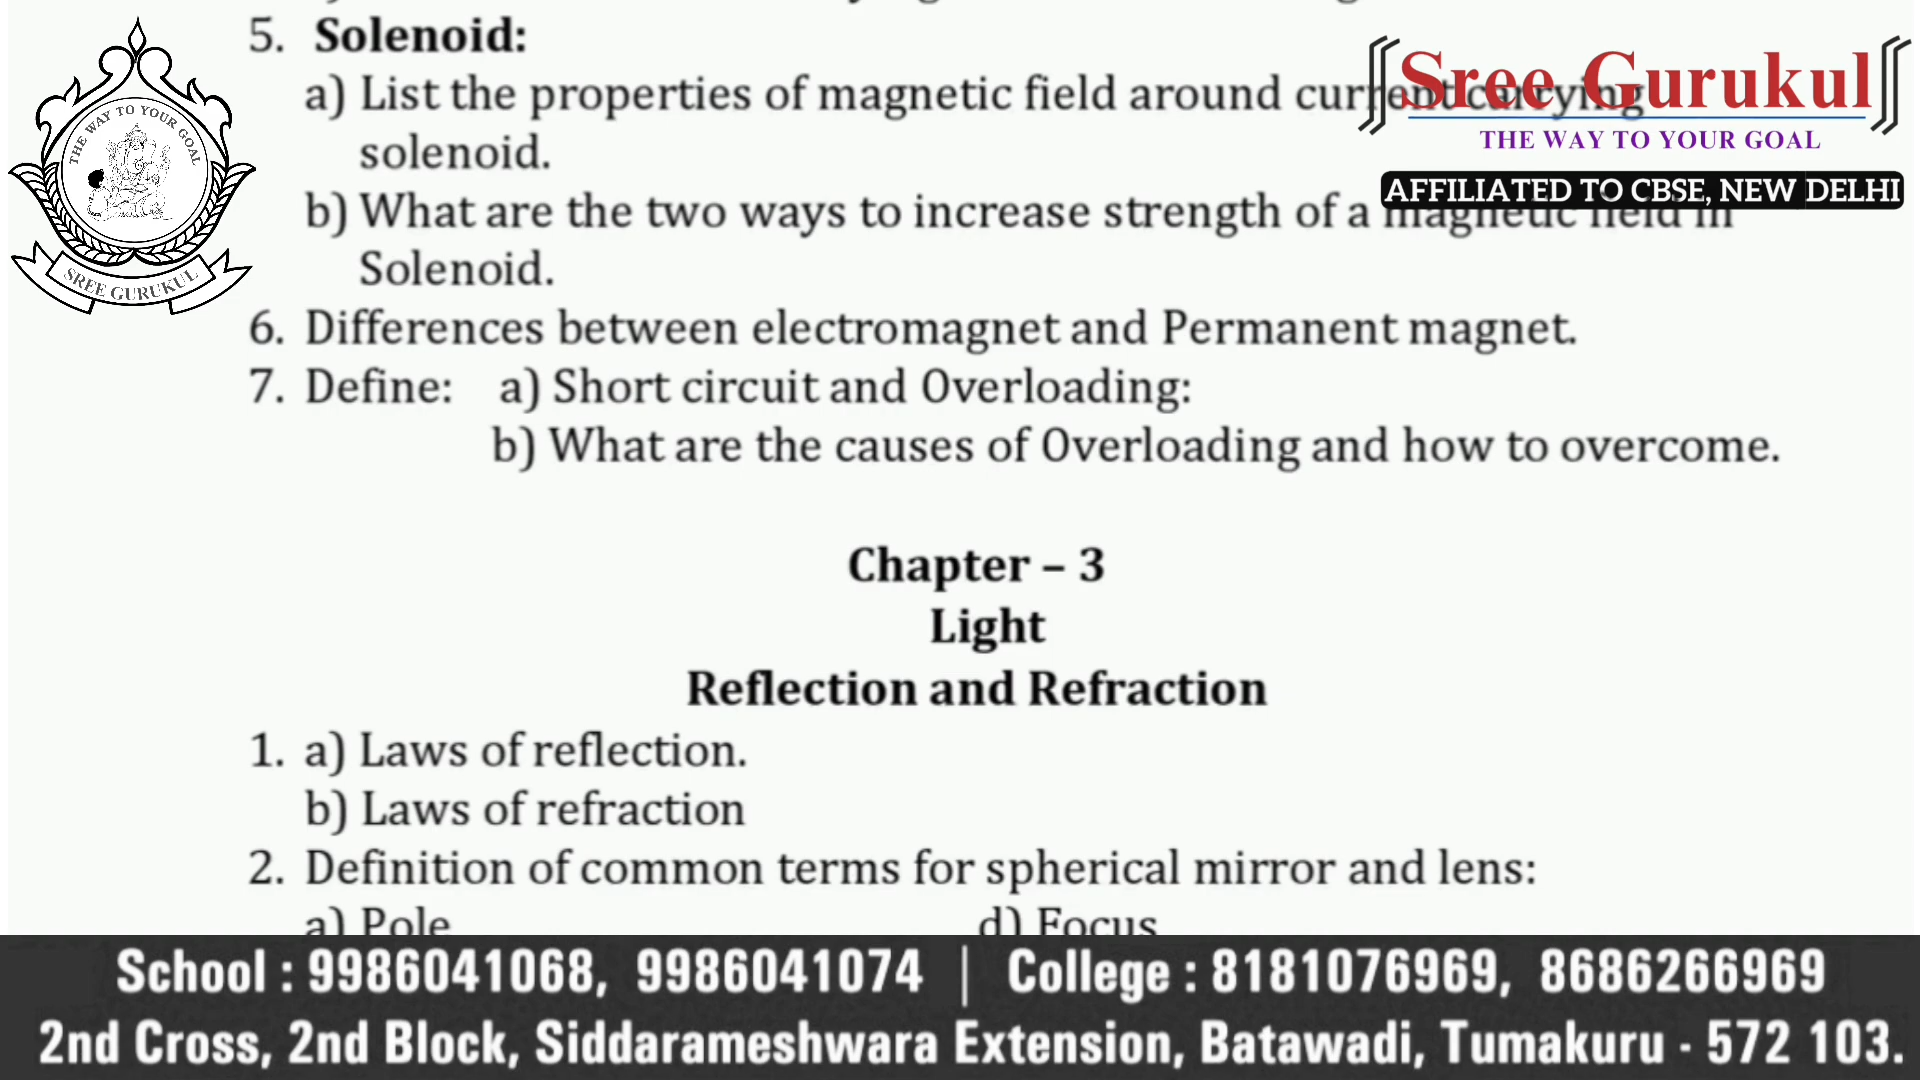 5. Solenoid:
a) List the properties of magnetic field around current carrying
solenoid.
b) What are the two ways to increase strength of a magnetic field in
Solenoid.
6. Differences between electromagnet and Permanent magnet.
7. Define: a) Short circuit and Overloading:
b) What are the causes of Overloading and how to overcome.
Chapter – 3
Light
Reflection and Refraction
1. a) Laws of reflection.
b) Laws of refraction
2. Definition of common terms for spherical mirror and lens:
a) Pole d) Focus
THE WAY TO YOUR GOAL
SREE GURUKUL
Sree Gurukul
THE WAY TO YOUR GOAL
AFFILIATED TO CBSE, NEW DELHI
School : 9986041068, 9986041074 | College : 8181076969, 8686266969
2nd Cross, 2nd Block, Siddarameshwara Extension, Batawadi, Tumakuru - 572 103.